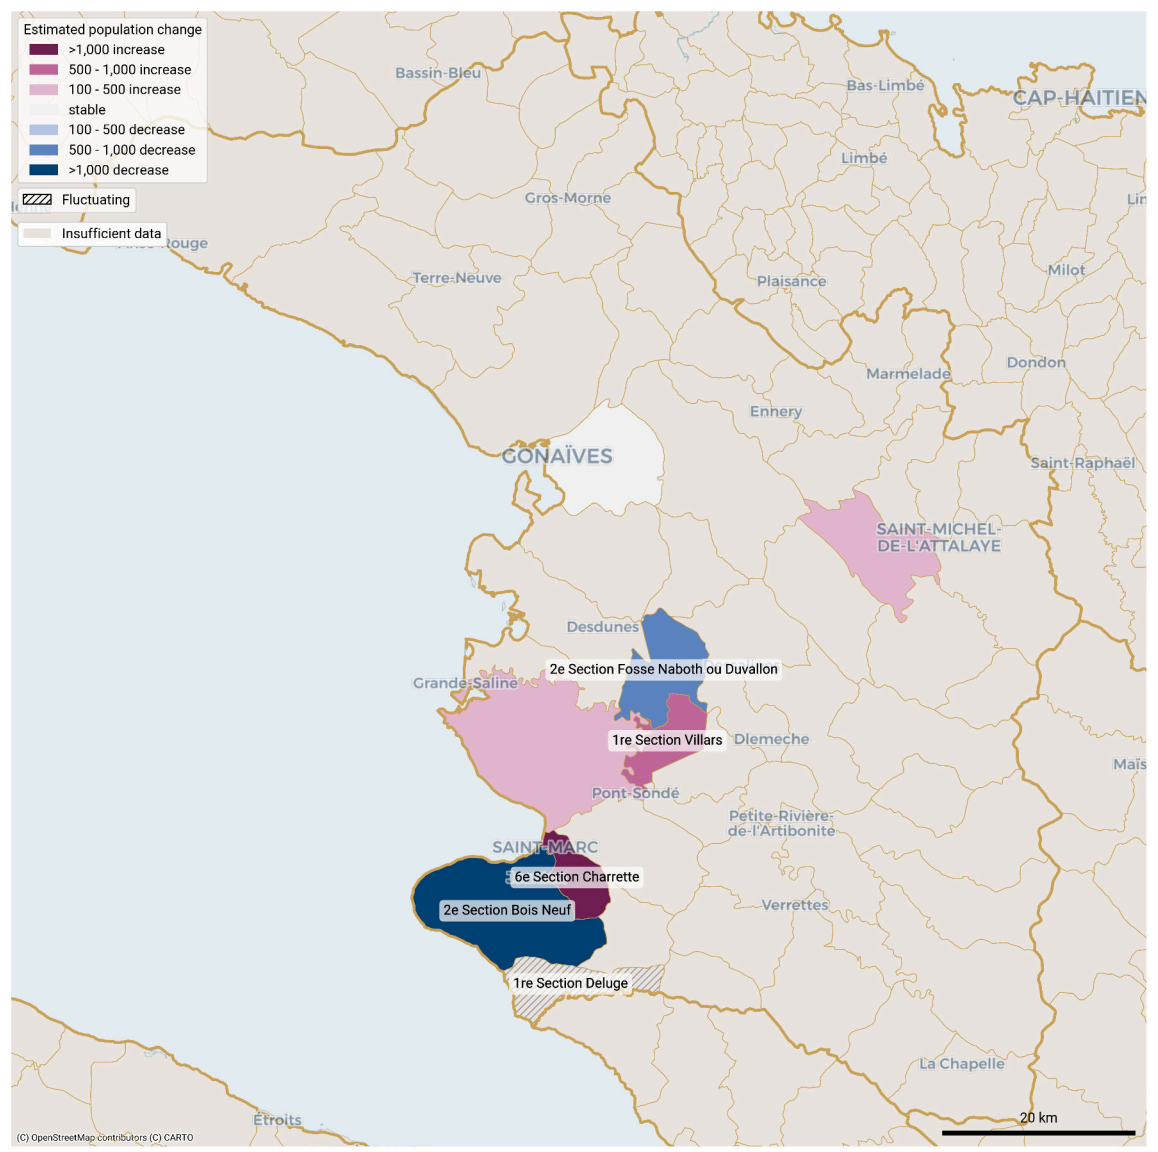 Estimated population change
>1,000 increase
500 - 1,000 increase
100 - 500 increase
stable
100 - 500 decrease
500 - 1,000 decrease
>1,000 decrease
Fluctuating
Insufficient data
Bassin-Bleu
Bas-Limbé
CAP-HAITIEN
Limbé
Gros-Morne
Terre-Neuve
Plaisance
Milot
Marmelade
Dondon
Ennery
GONAÏVES
Saint-Raphaël
SAINT-MICHEL-
DE-L'ATTALAYE
Desdunes
2e Section Fosse Naboth ou Duvallon
Grande-Saline
1re Section Villars
Dlemeche
Pont-Sondé
Petite-Rivière-
de-l'Artibonite
SAINT-MARC
6e Section Charrette
2e Section Bois Neuf
Verrettes
1re Section Deluge
La Chapelle
Étroits
20 km
(C) OpenStreetMap contributors (C) CARTO